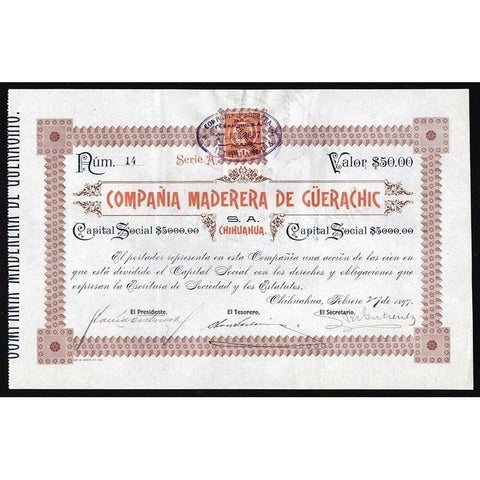 COMPAÑIA MADERERA DE GÜERACHIC.
Núm. 14 Serie A. Valor $50.00
COMPAÑIA MADERERA DE GÜERACHIC
S. A.
Capital Social $5000.00 CHIHUAHUA. Capital Social $5000.00
El portador representa en esta Compañia una acción de las cien en
que está dividido el Capital Social con los derechos y obligaciones que
expresan la Escritura de Sociedad y los Estatutos.
Chihuahua, Febrero 27 de 1897.
El Presidente. El Tesorero. El Secretario.